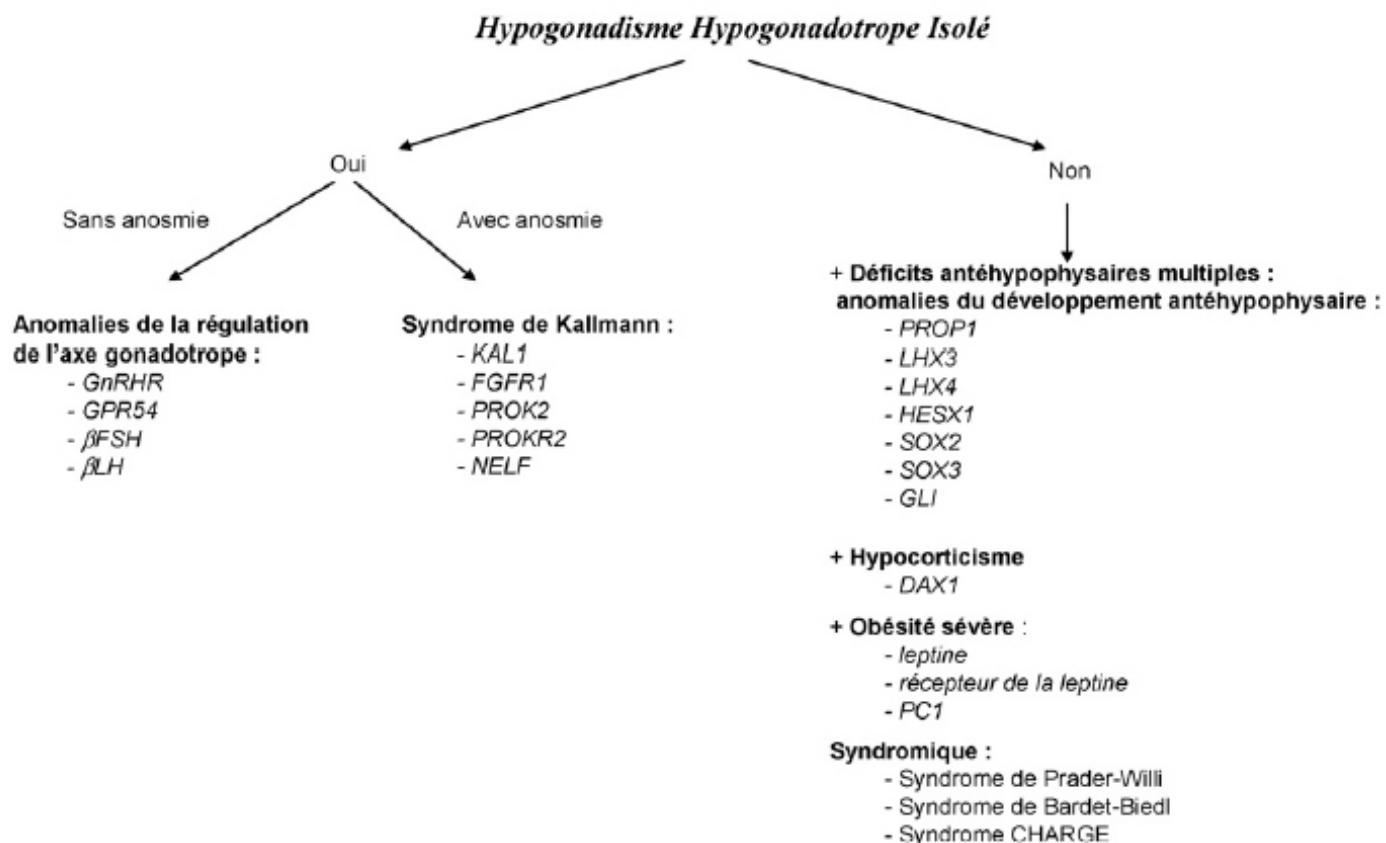 Hypogonadisme Hypogonadotrope Isolé
Oui
Non
Sans anosmie
Avec anosmie
Anomalies de la régulation
de l'axe gonadotrope :
- GnRHR
- GPR54
- βFSH
- βLH
Syndrome de Kallmann :
- KAL1
- FGFR1
- PROK2
- PROKR2
- NELF
+ Déficits antéhypophysaires multiples :
anomalies du développement antéhypophysaire :
- PROP1
- LHX3
- LHX4
- HESX1
- SOX2
- SOX3
- GLI
+ Hypocorticisme
- DAX1
+ Obésité sévère :
- leptine
- récepteur de la leptine
- PC1
Syndromique :
- Syndrome de Prader-Willi
- Syndrome de Bardet-Biedl
- Syndrome CHARGE